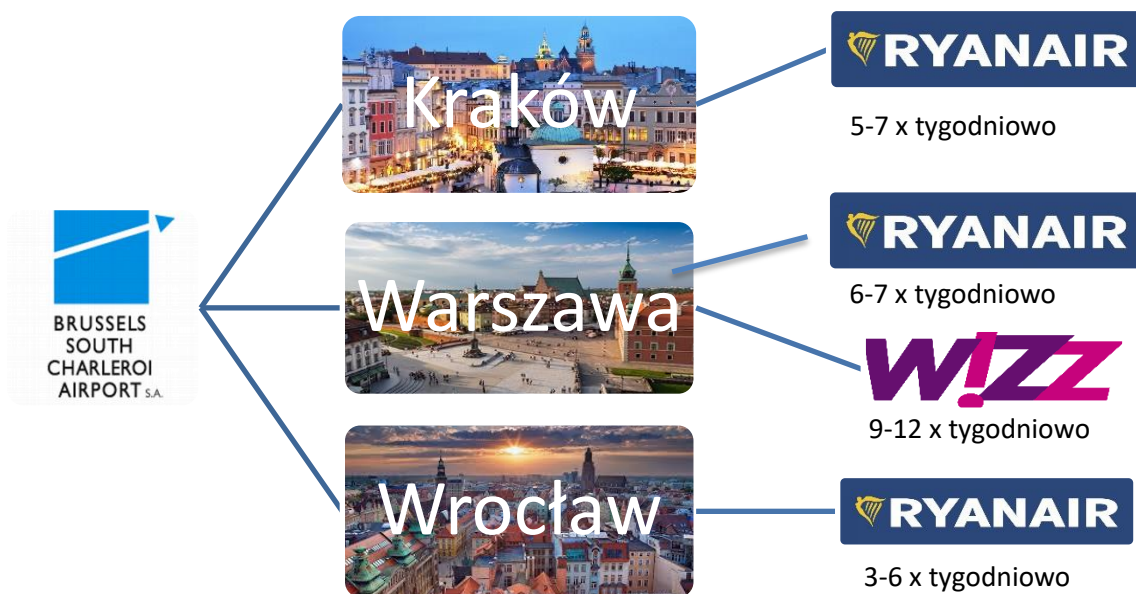 BRUSSELS
SOUTH
CHARLEROI
AIRPORT S.A.
Kraków
RYANAIR
5-7 x tygodniowo
Warszawa
RYANAIR
6-7 x tygodniowo
W!ZZ
9-12 x tygodniowo
Wrocław
RYANAIR
3-6 x tygodniowo